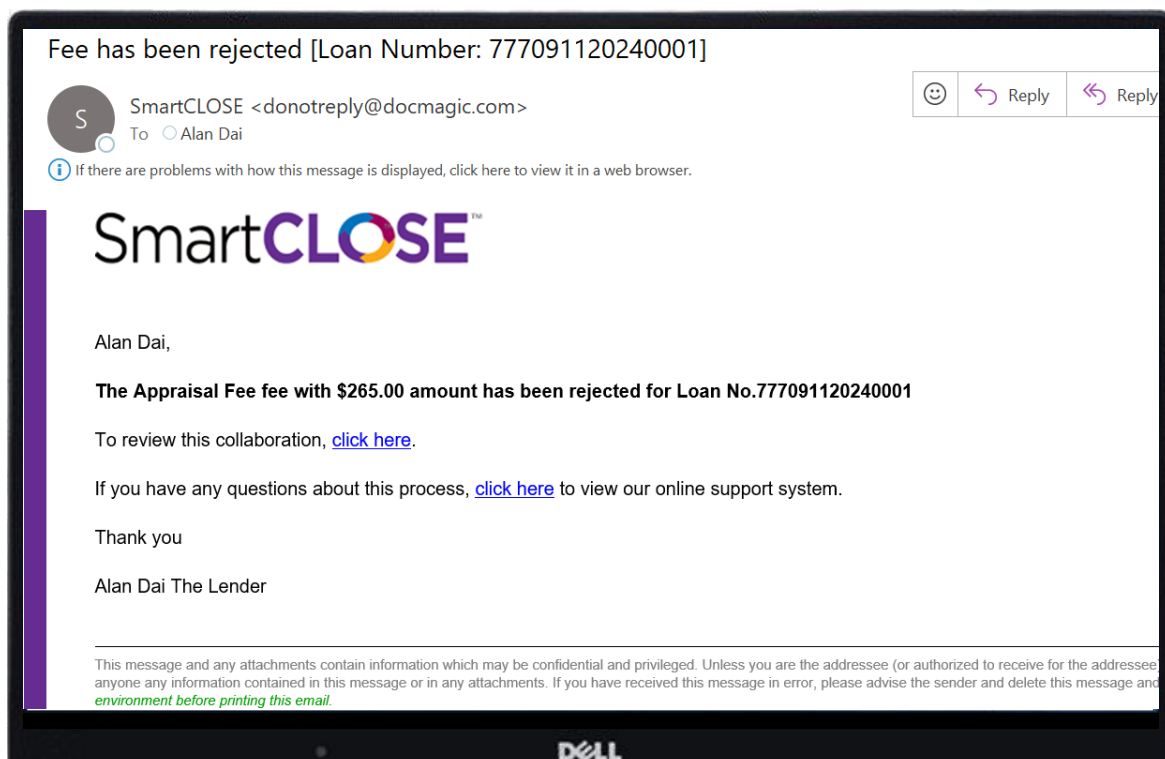 Fee has been rejected [Loan Number: 777091120240001]
S
SmartCLOSE <donotreply@docmagic.com>
To Alan Dai
Reply
Reply
If there are problems with how this message is displayed, click here to view it in a web browser.
SmartCLOSE™
Alan Dai,
The Appraisal Fee fee with $265.00 amount has been rejected for Loan No.777091120240001
To review this collaboration, click here.
If you have any questions about this process, click here to view our online support system.
Thank you
Alan Dai The Lender
This message and any attachments contain information which may be confidential and privileged. Unless you are the addressee (or authorized to receive for the addressee)
anyone any information contained in this message or in any attachments. If you have received this message in error, please advise the sender and delete this message and
environment before printing this email.
DELL